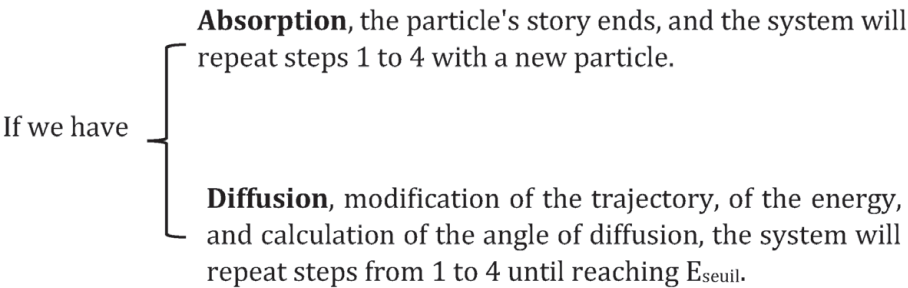 Absorption, the particle's story ends, and the system will
repeat steps 1 to 4 with a new particle.
If we have
Diffusion, modification of the trajectory, of the energy,
and calculation of the angle of diffusion, the system will
repeat steps from 1 to 4 until reaching Eseuil.